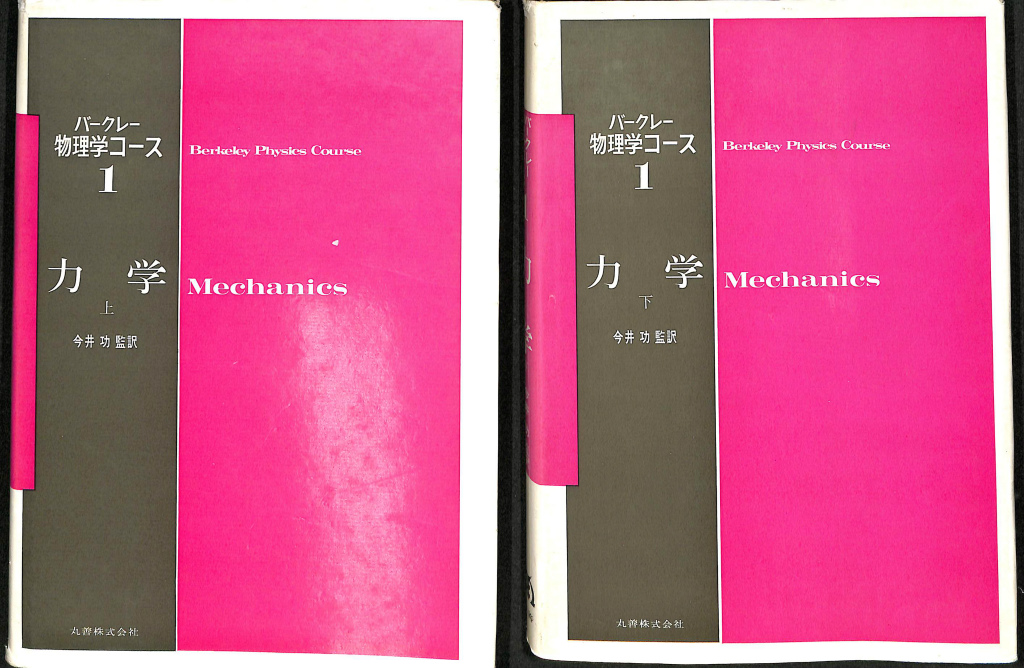 バークレー
物理学コース
1
Berkeley Physics Course
力 学
Mechanics
上
今井 功 監訳
丸善株式会社
バークレー
物理学コース
1
Berkeley Physics Course
力 学
Mechanics
下
今井 功 監訳
丸善株式会社